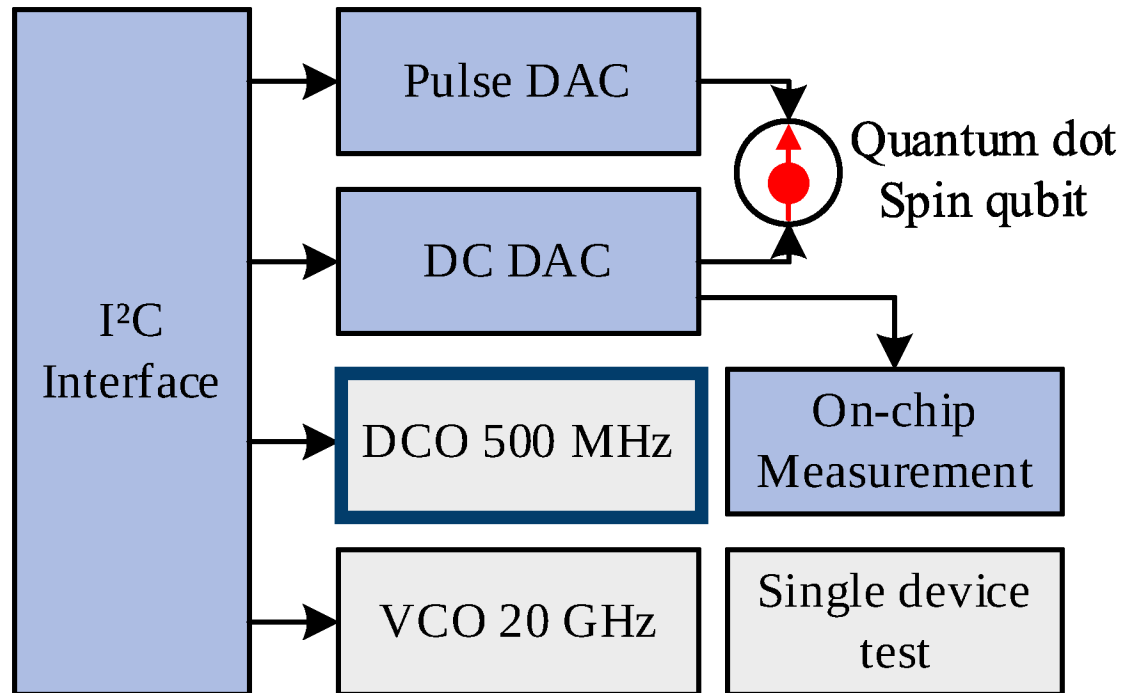 I²C
Interface
Pulse DAC
DC DAC
DCO 500 MHz
VCO 20 GHz
Quantum dot
Spin qubit
On-chip
Measurement
Single device
test